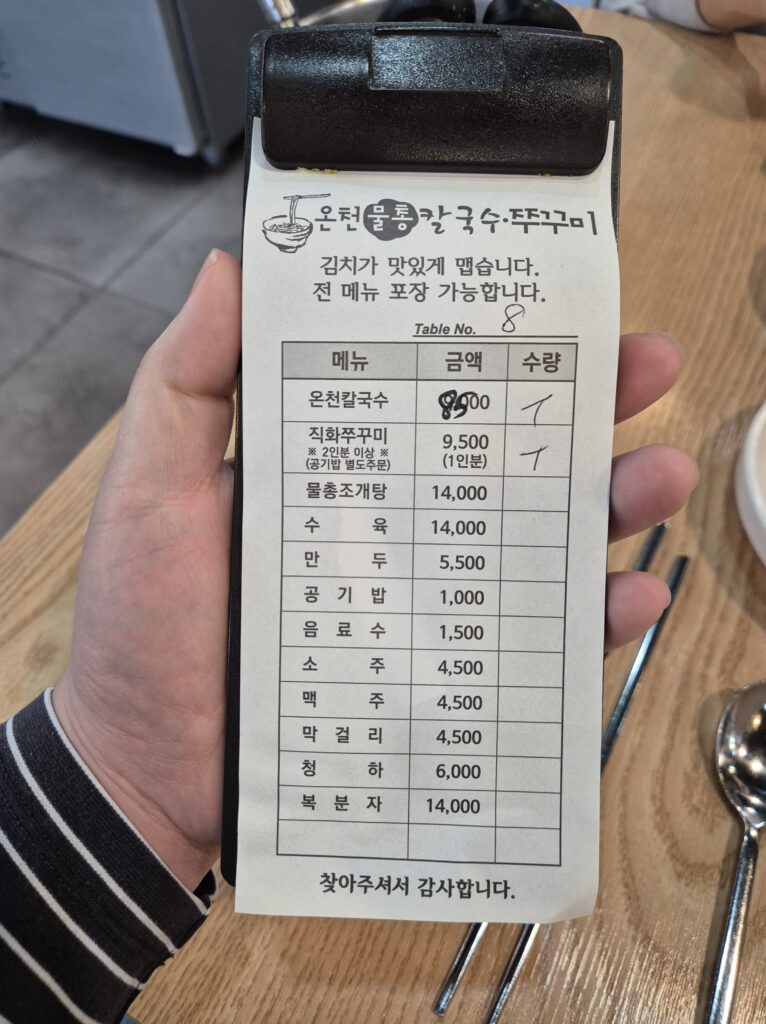 온천물총칼국수·쭈꾸미
김치가 맛있게 맵습니다.
전 메뉴 포장 가능합니다.
Table No. 8
메뉴 금액 수량
온천칼국수 8500 T
직화쭈꾸미 9,500 T
※ 2인분 이상 ※ (1인분)
(공기밥 별도주문)
물총조개탕 14,000
수 육 14,000
만 두 5,500
공 기 밥 1,000
음 료 수 1,500
소 주 4,500
맥 주 4,500
막 걸 리 4,500
청 하 6,000
복 분 자 14,000
찾아주셔서 감사합니다.